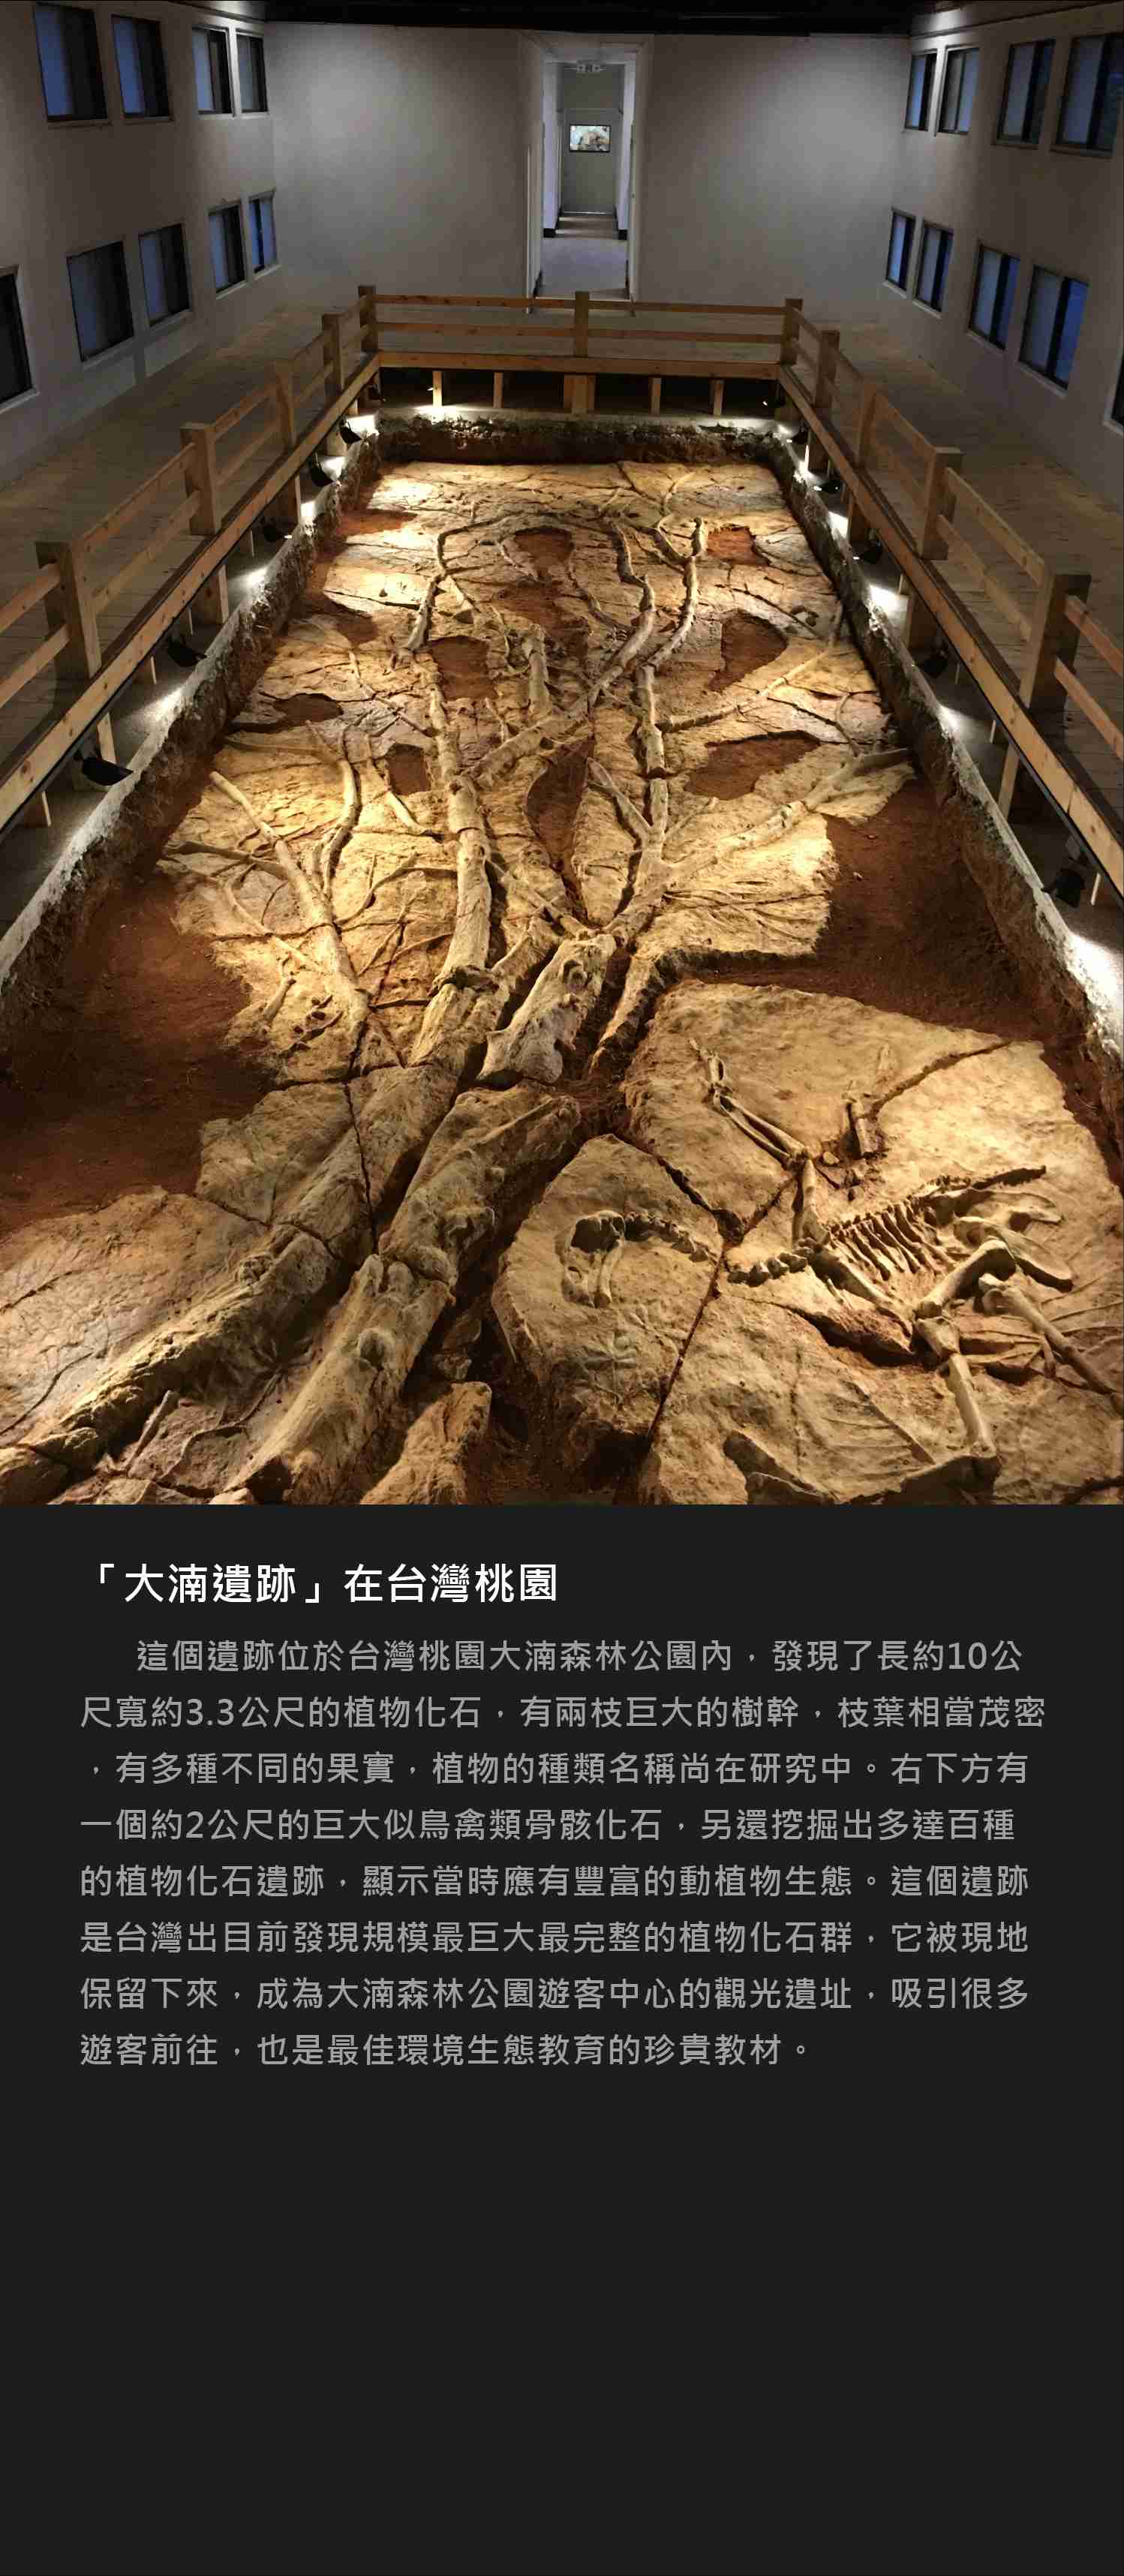 「大湳遺跡」在台灣桃園
這個遺跡位於台灣桃園大湳森林公園內，發現了長約10公
尺寬約3.3公尺的植物化石，有兩枝巨大的樹幹，枝葉相當茂密
，有多種不同的果實，植物的種類名稱尚在研究中。右下方有
一個約2公尺的巨大似鳥禽類骨骸化石，另還挖掘出多達百種
的植物化石遺跡，顯示當時應有豐富的動植物生態。這個遺跡
是台灣出目前發現規模最巨大最完整的植物化石群，它被現地
保留下來，成為大湳森林公園遊客中心的觀光遺址，吸引很多
遊客前往，也是最佳環境生態教育的珍貴教材。